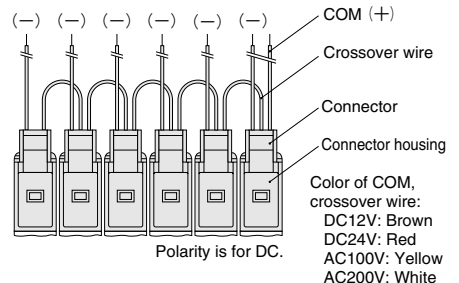 (—) (—) (—) (—) (—) (—)
COM (+)
Crossover wire
Connector
Connector housing
Color of COM,
crossover wire:
DC12V: Brown
DC24V: Red
AC100V: Yellow
AC200V: White
Polarity is for DC.